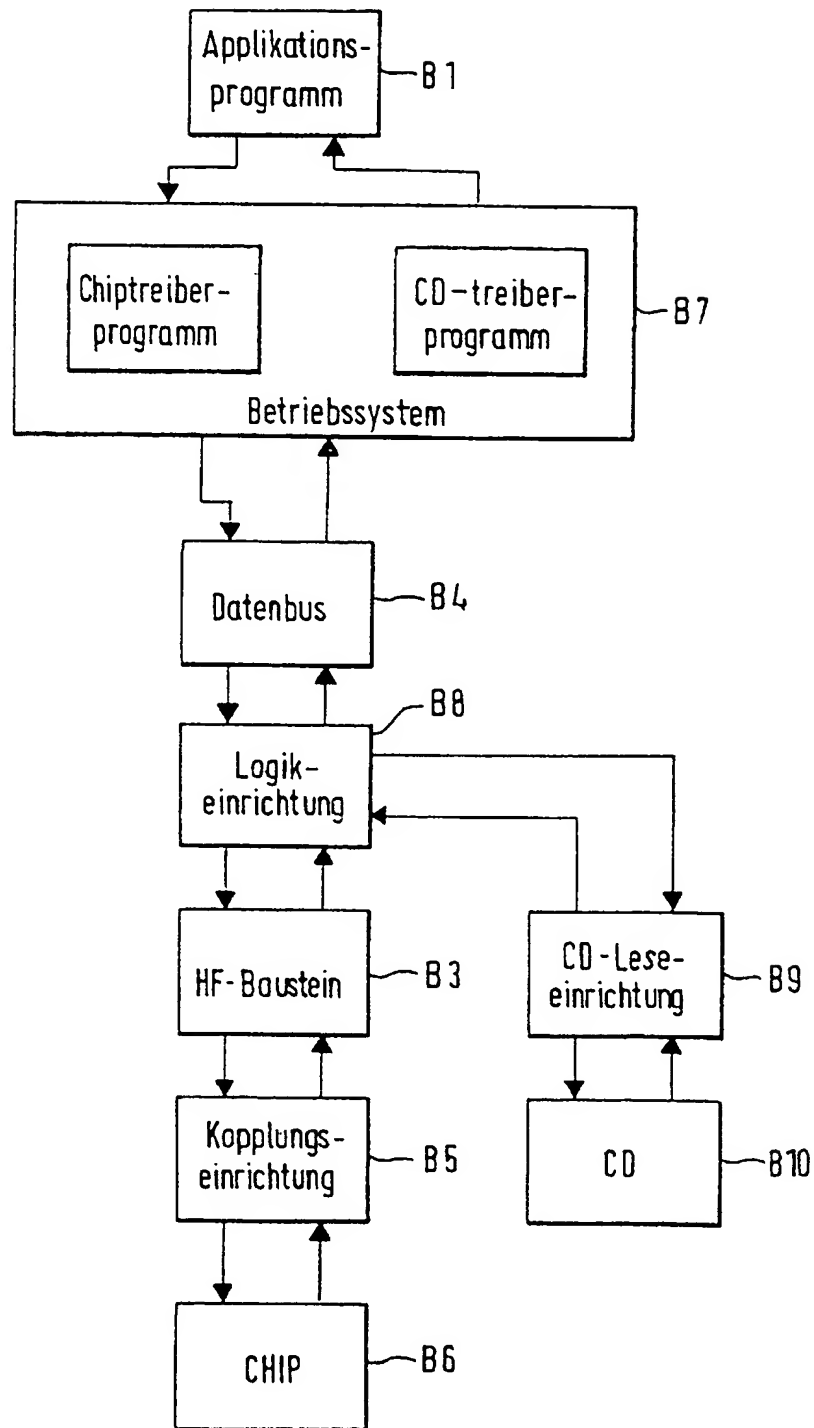 Applikations-
programm
B1
Chiptreiber-
programm
CD-treiber-
programm
B7
Betriebssystem
Datenbus
B4
B8
Logik-
einrichtung
HF-Baustein
B3
CD-Lese-
einrichtung
B9
Kopplungs-
einrichtung
B5
CD
B10
CHIP
B6